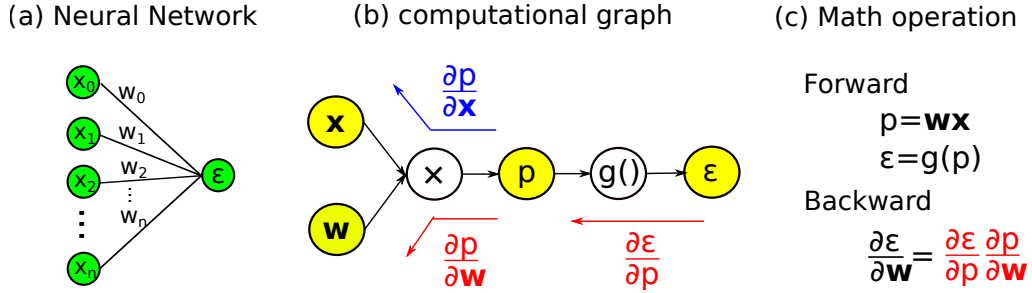 (a) Neural Network
x₀
x₁
x₂
⋮
xₙ
w₀
w₁
w₂
⋮
wₙ
ε
(b) computational graph
x
w
×
p
g()
ε
∂p
∂x
∂p
∂w
∂ε
∂p
(c) Math operation
Forward
p=wx
ε=g(p)
Backward
∂ε/∂w = ∂ε/∂p ∂p/∂w